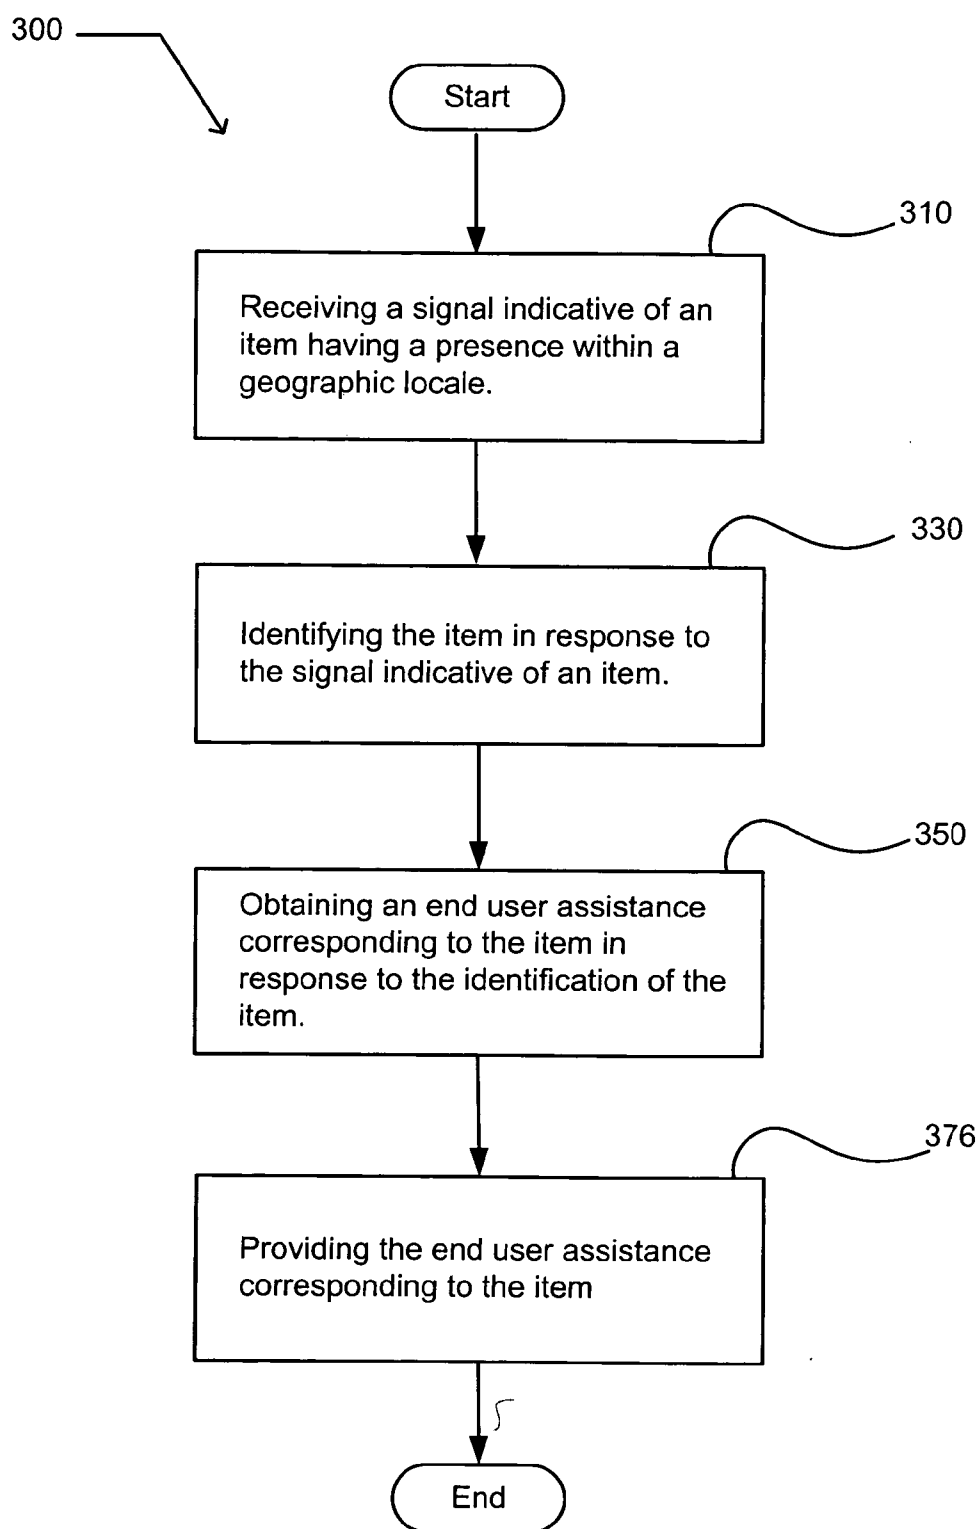 300
Start
310
Receiving a signal indicative of an
item having a presence within a
geographic locale.
330
Identifying the item in response to
the signal indicative of an item.
350
Obtaining an end user assistance
corresponding to the item in
response to the identification of the
item.
376
Providing the end user assistance
corresponding to the item
End